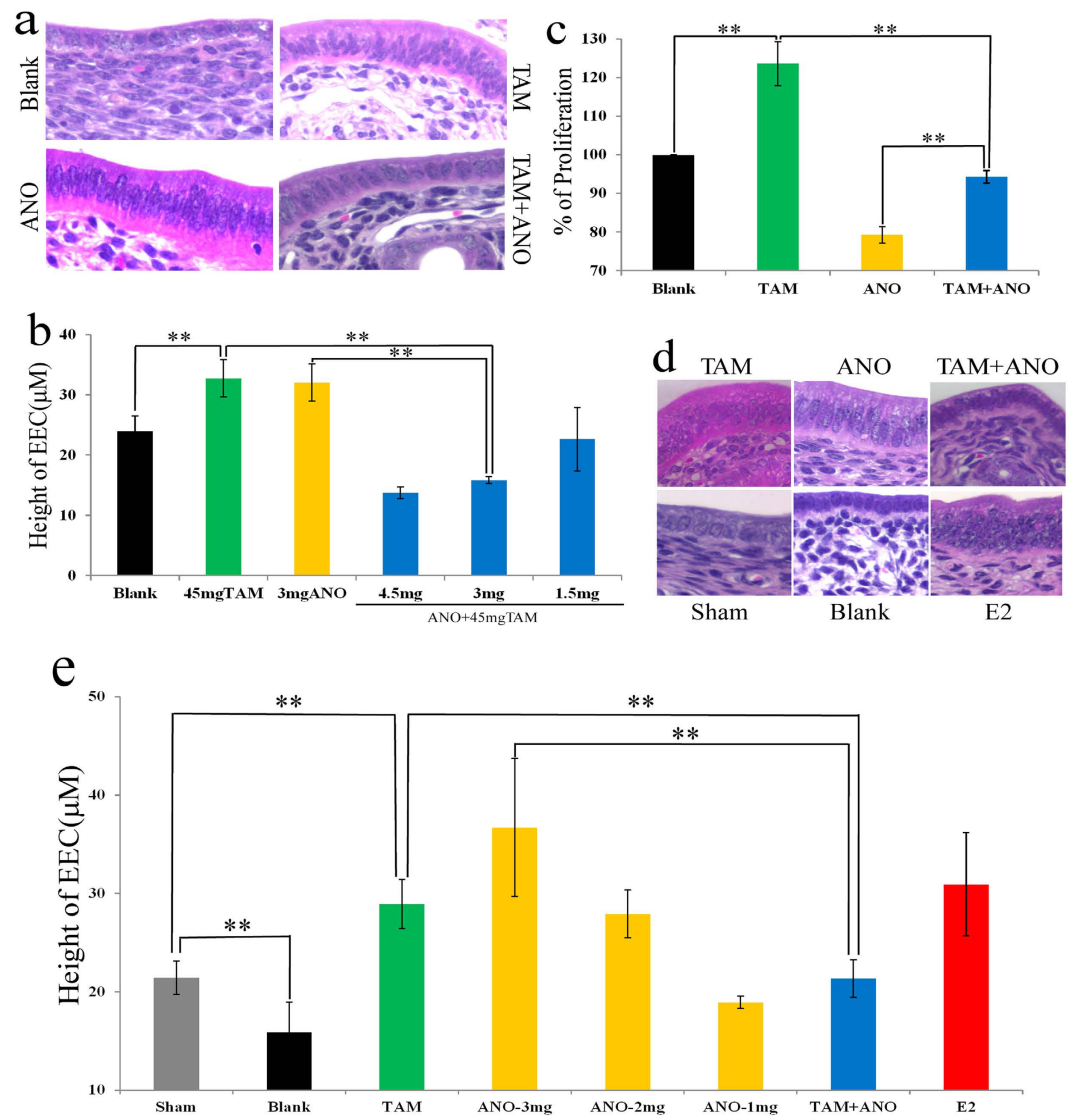 a
Blank
TAM
ANO
TAM+ANO
b
Height of EEC(μM)
40
30
20
10
0
** ** **
Blank 45mgTAM 3mgANO 4.5mg 3mg 1.5mg
ANO+45mgTAM
c
% of Proliferation
130
120
110
100
90
80
70
** ** **
Blank TAM ANO TAM+ANO
d
TAM ANO TAM+ANO
Sham Blank E2
e
Height of EEC(μM)
50
40
30
20
10
** ** ** **
Sham Blank TAM ANO-3mg ANO-2mg ANO-1mg TAM+ANO E2